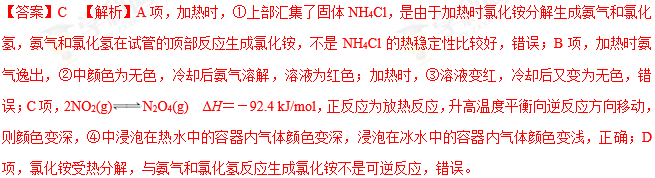 【答案】C 【解析】A 项，加热时，①上部汇集了固体 NH4Cl，是由于加热时氯化铵分解生成氨气和氯化
氢，氨气和氯化氢在试管的顶部反应生成氯化铵，不是 NH4Cl 的热稳定性比较好，错误；B 项，加热时氨
气逸出，②中颜色为无色，冷却后氨气溶解，溶液为红色；加热时，③溶液变红，冷却后又变为无色，错
误；C 项，2NO2(g)⇌N2O4(g) ΔH＝－92.4 kJ/mol，正反应为放热反应，升高温度平衡向逆反应方向移动，
则颜色变深，④中浸泡在热水中的容器内气体颜色变深，浸泡在冰水中的容器内气体颜色变浅，正确；D
项，氯化铵受热分解，与氨气和氯化氢反应生成氯化铵不是可逆反应，错误。